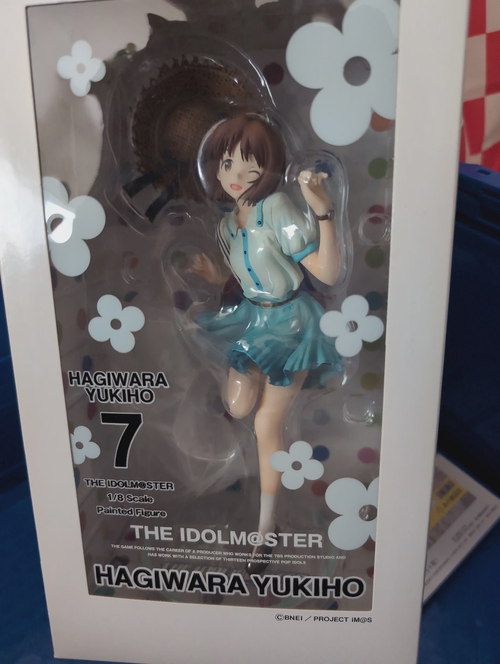 HAGIWARA
YUKIHO
7
THE IDOLM@STER
1/8 Scale
Painted Figure
THE IDOLM@STER
THE GAME FOLLOWS THE CAREER OF A PRODUCER WHO WORKS FOR THE 765 PRODUCTION STUDIO AND
HAS WORK WITH A SELECTION OF THIRTEEN PROSPECTIVE POP IDOLS
HAGIWARA YUKIHO
©BNEI / PROJECT iM@S